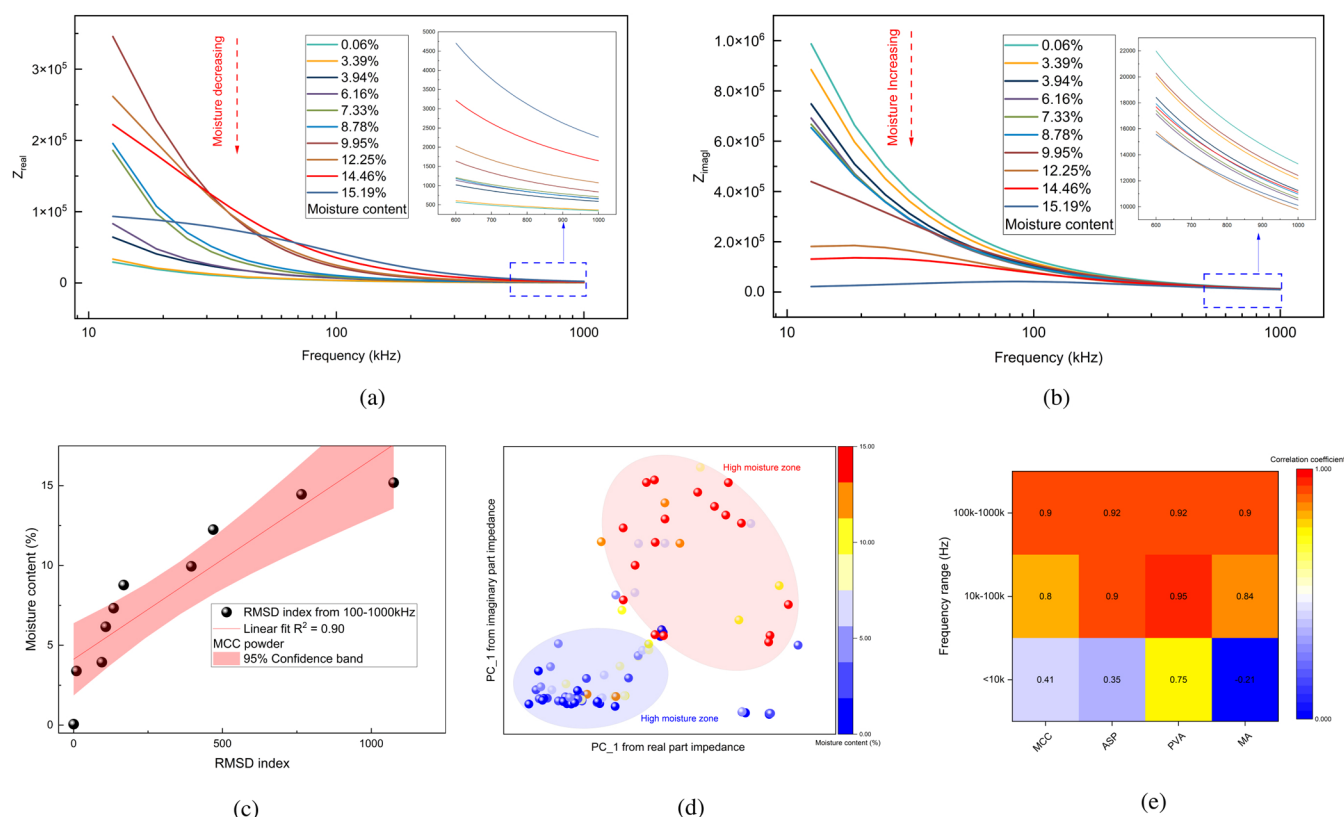 Z_real
3x10^5
2x10^5
1x10^5
0
10
100
1000
Frequency (kHz)
Moisture decreasing
0.06%
3.39%
3.94%
6.16%
7.33%
8.78%
9.95%
12.25%
14.46%
15.19%
Moisture content
5000
4500
4000
3500
3000
2500
2000
1500
1000
500
600
700
800
900
1000
(a)
Z_imagl
1.0×10^6
8.0×10^5
6.0×10^5
4.0×10^5
2.0×10^5
0.0
10
100
1000
Frequency (kHz)
Moisture Increasing
0.06%
3.39%
3.94%
6.16%
7.33%
8.78%
9.95%
12.25%
14.46%
15.19%
Moisture content
22000
20000
18000
16000
14000
12000
10000
600
700
800
900
1000
(b)
Moisture content (%)
15
10
5
0
0
500
1000
RMSD index
RMSD index from 100-1000kHz
Linear fit R² = 0.90
MCC powder
95% Confidence band
(c)
PC_1 from imaginary part impedance
High moisture zone
High moisture zone
PC_1 from real part impedance
15.00
10.00
5.00
0.00
Moisture content (%)
(d)
Correlation coefficient
1.000
0.000
Frequency range (Hz)
100k-1000k
0.9
0.92
0.92
0.9
10k-100k
0.8
0.9
0.95
0.84
<10k
0.41
0.35
0.75
-0.21
MCC
ASP
PVA
MA
(e)